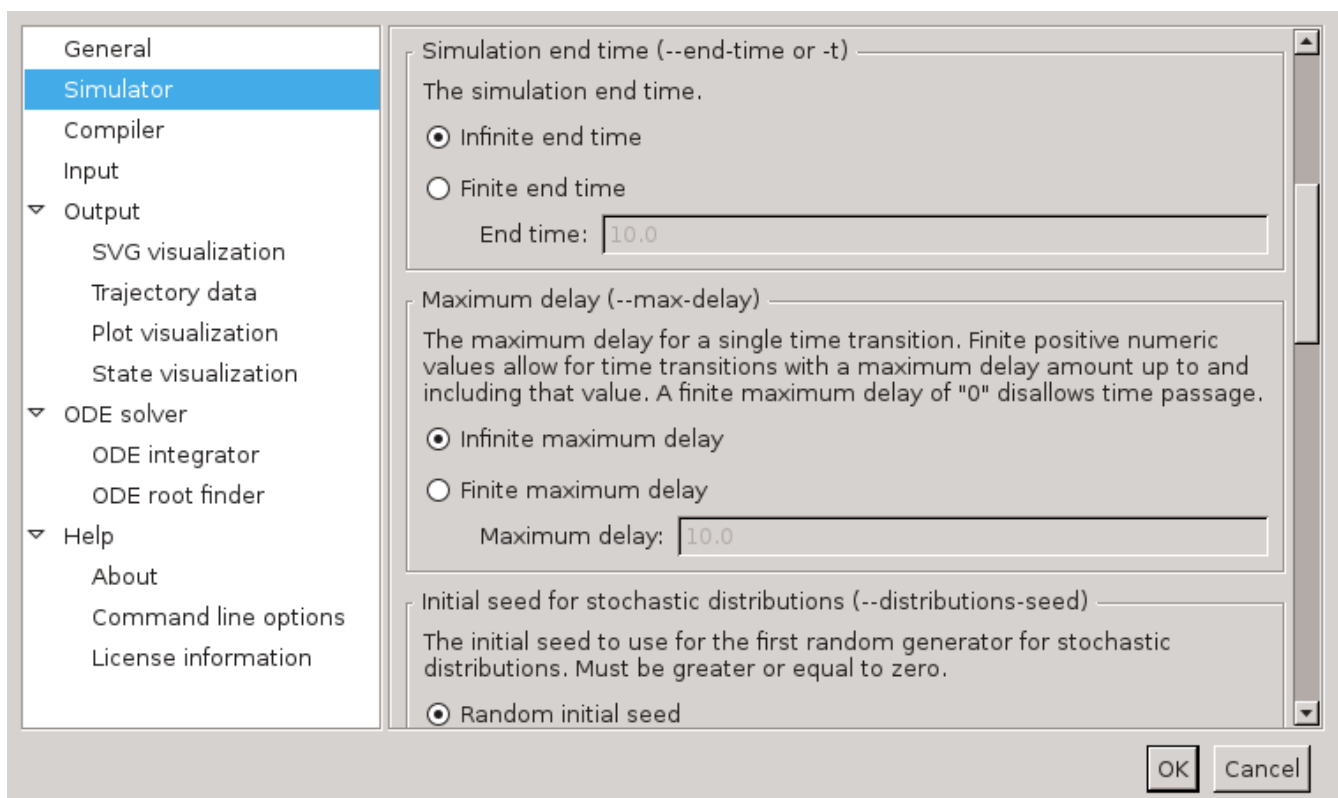 General
Simulator
Compiler
Input
Output
SVG visualization
Trajectory data
Plot visualization
State visualization
ODE solver
ODE integrator
ODE root finder
Help
About
Command line options
License information
Simulation end time (--end-time or -t)
The simulation end time.
Infinite end time
Finite end time
End time: 10.0
Maximum delay (--max-delay)
The maximum delay for a single time transition. Finite positive numeric
values allow for time transitions with a maximum delay amount up to and
including that value. A finite maximum delay of "0" disallows time passage.
Infinite maximum delay
Finite maximum delay
Maximum delay: 10.0
Initial seed for stochastic distributions (--distributions-seed)
The initial seed to use for the first random generator for stochastic
distributions. Must be greater or equal to zero.
Random initial seed
OK Cancel